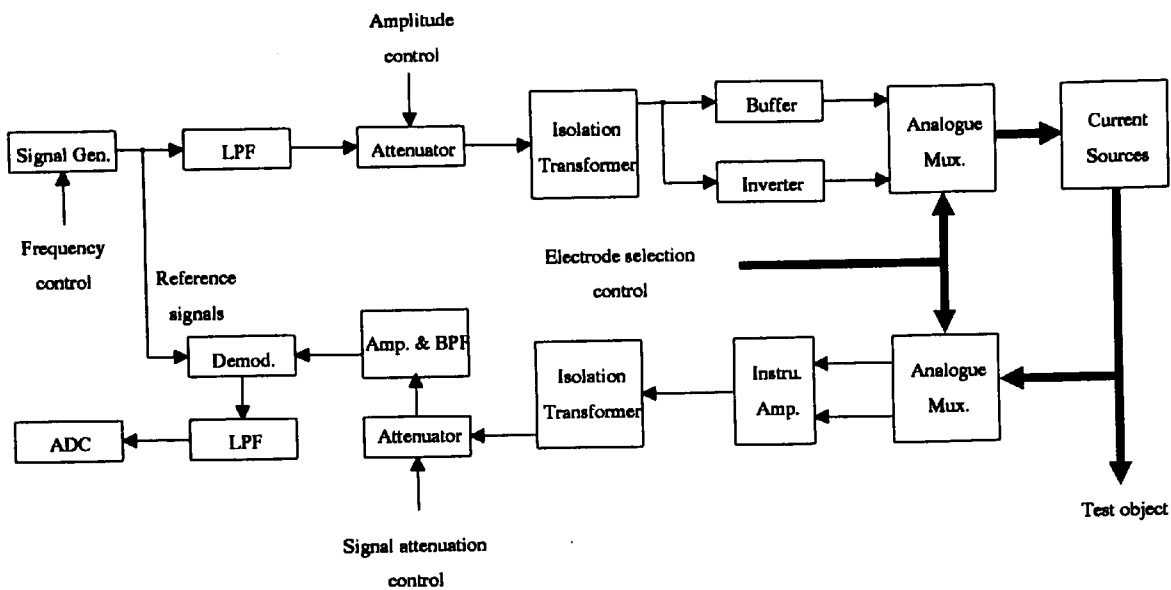 Amplitude
control
Signal Gen.
LPF
Attenuator
Isolation
Transformer
Buffer
Inverter
Analogue
Mux.
Current
Sources
Frequency
control
Reference
signals
Electrode selection
control
Demod.
Amp. & BPF
Isolation
Transformer
Instru.
Amp.
Analogue
Mux.
ADC
LPF
Attenuator
Test object
Signal attenuation
control